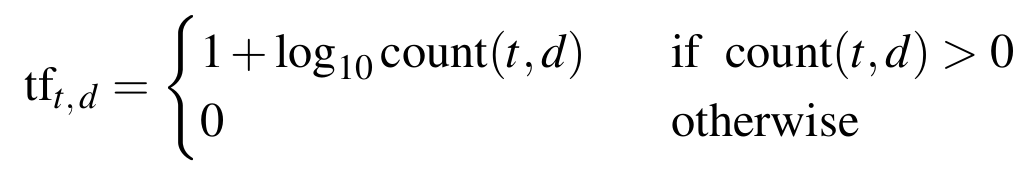 tf_{t,d} = { 1 + log_{10} count(t,d)    if count(t,d) > 0
0    otherwise